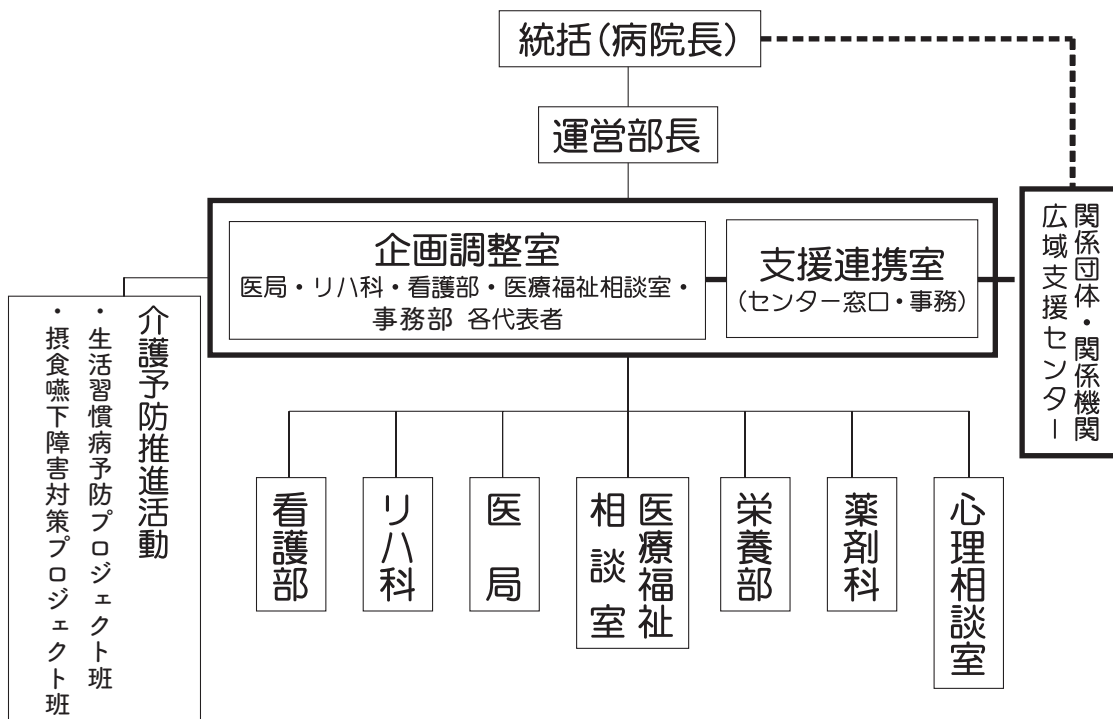 統括(病院長)
運営部長
企画調整室
医局・リハ科・看護部・医療福祉相談室・
事務部 各代表者
支援連携室
(センター窓口・事務)
関係団体・関係機関
広域支援センター
介護予防推進活動
・生活習慣病予防プロジェクト班
・摂食嚥下障害対策プロジェクト班
看護部
リハ科
医局
医療福祉
相談室
栄養部
薬剤科
心理相談室